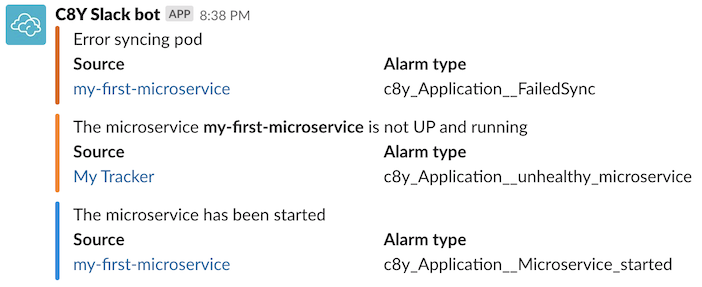 C8Y Slack bot APP 8:38 PM
Error syncing pod
Source Alarm type
my-first-microservice c8y_Application__FailedSync
The microservice my-first-microservice is not UP and running
Source Alarm type
My Tracker c8y_Application__unhealthy_microservice
The microservice has been started
Source Alarm type
my-first-microservice c8y_Application__Microservice_started